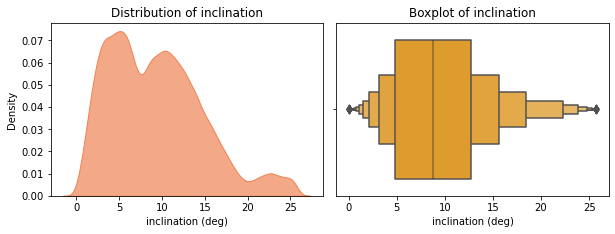 Distribution of inclination
Boxplot of inclination
0.07
0.06
0.05
0.04
0.03
0.02
0.01
0.00
Density
0 5 10 15 20 25
0 5 10 15 20 25
inclination (deg)
inclination (deg)